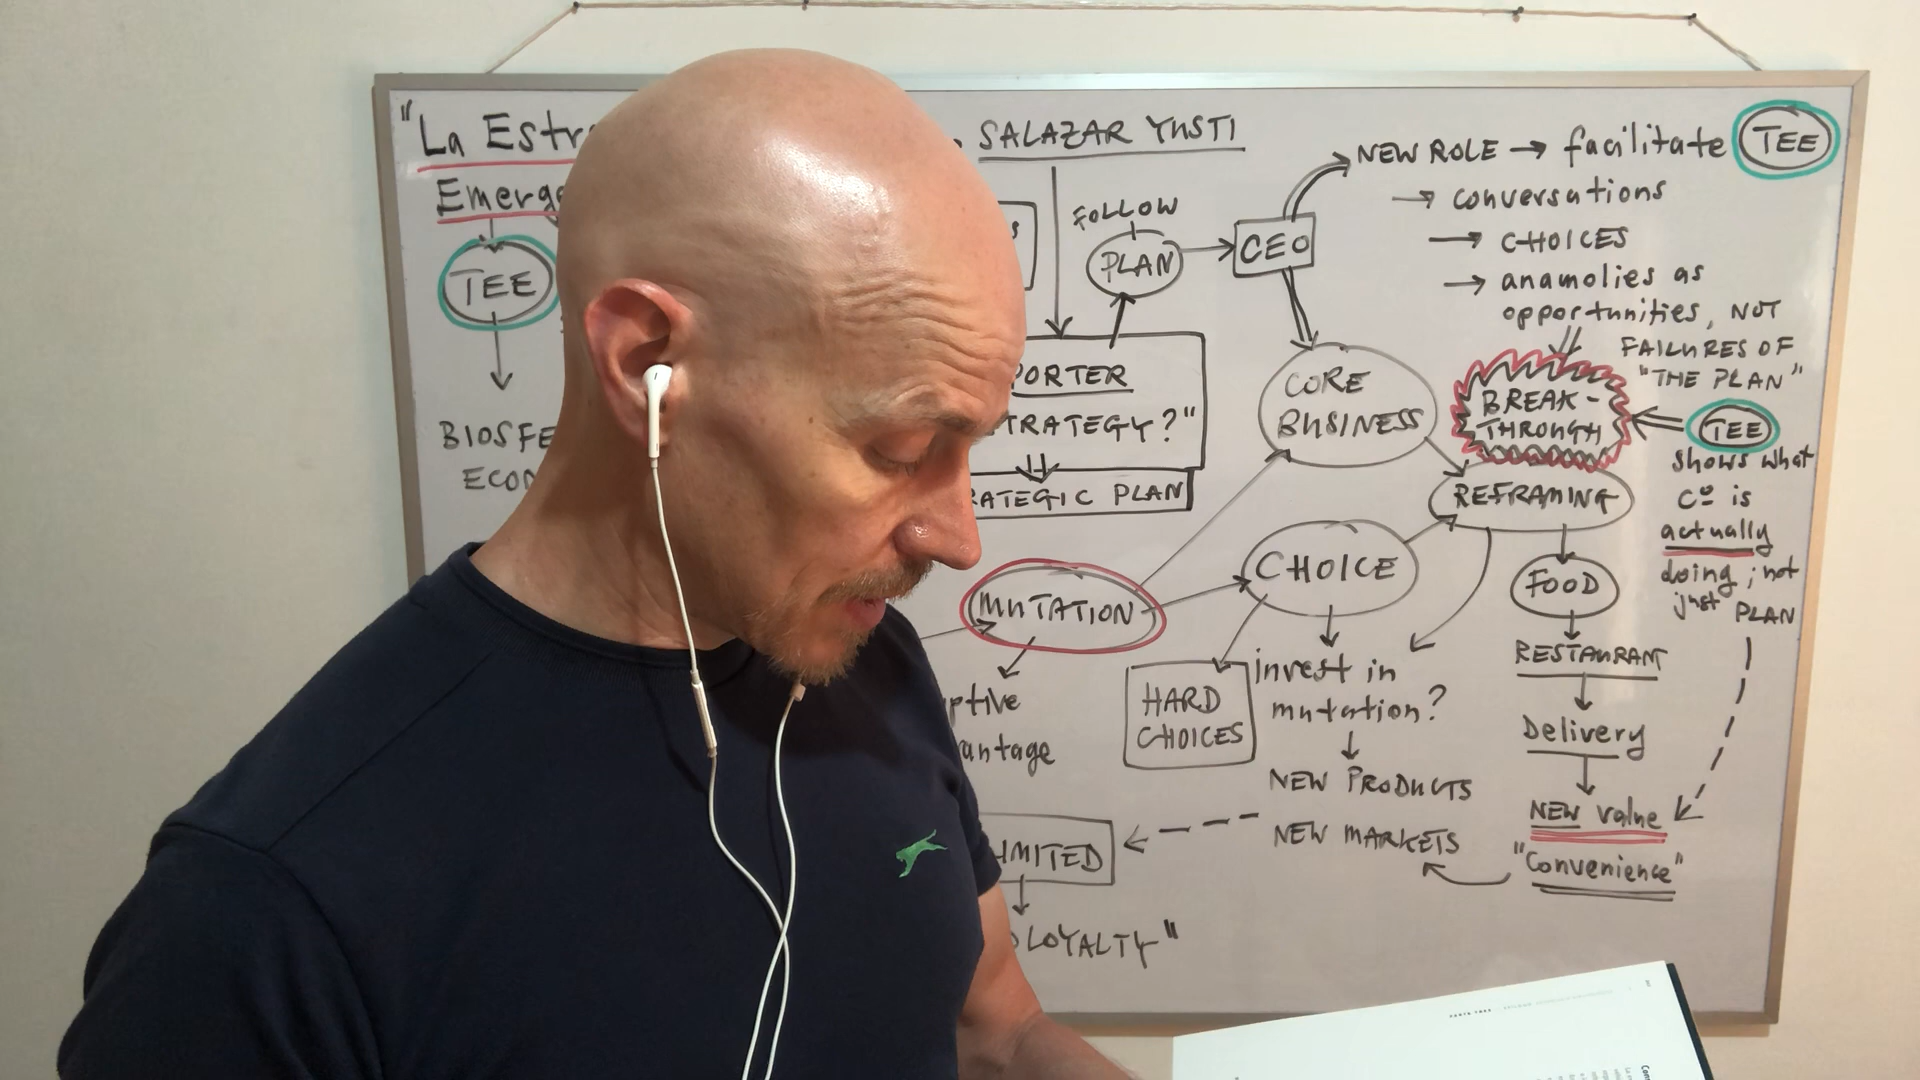 "La Estr
SALAZAR YUSTI
Emerge
TEE
BIOSFE
ECON
FOLLOW
PLAN
CEO
PORTER
TRATEGY?"
RATEGIC PLAN
NEW ROLE → facilitate TEE
→ conversations
→ CHOICES
→ anamolies as
opportunities, NOT
FAILURES OF
"THE PLAN"
CORE
BUSINESS
BREAK-
THROUGH
TEE
shows what
Cº is
actually
doing; not
just PLAN
REFRAMING
MUTATION
CHOICE
FOOD
RESTAURANT
Delivery
NEW value
"Convenience"
ptive
antage
HARD
CHOICES
invest in
mutation?
NEW PRODUCTS
NEW MARKETS
IMITED
LOYALTY"